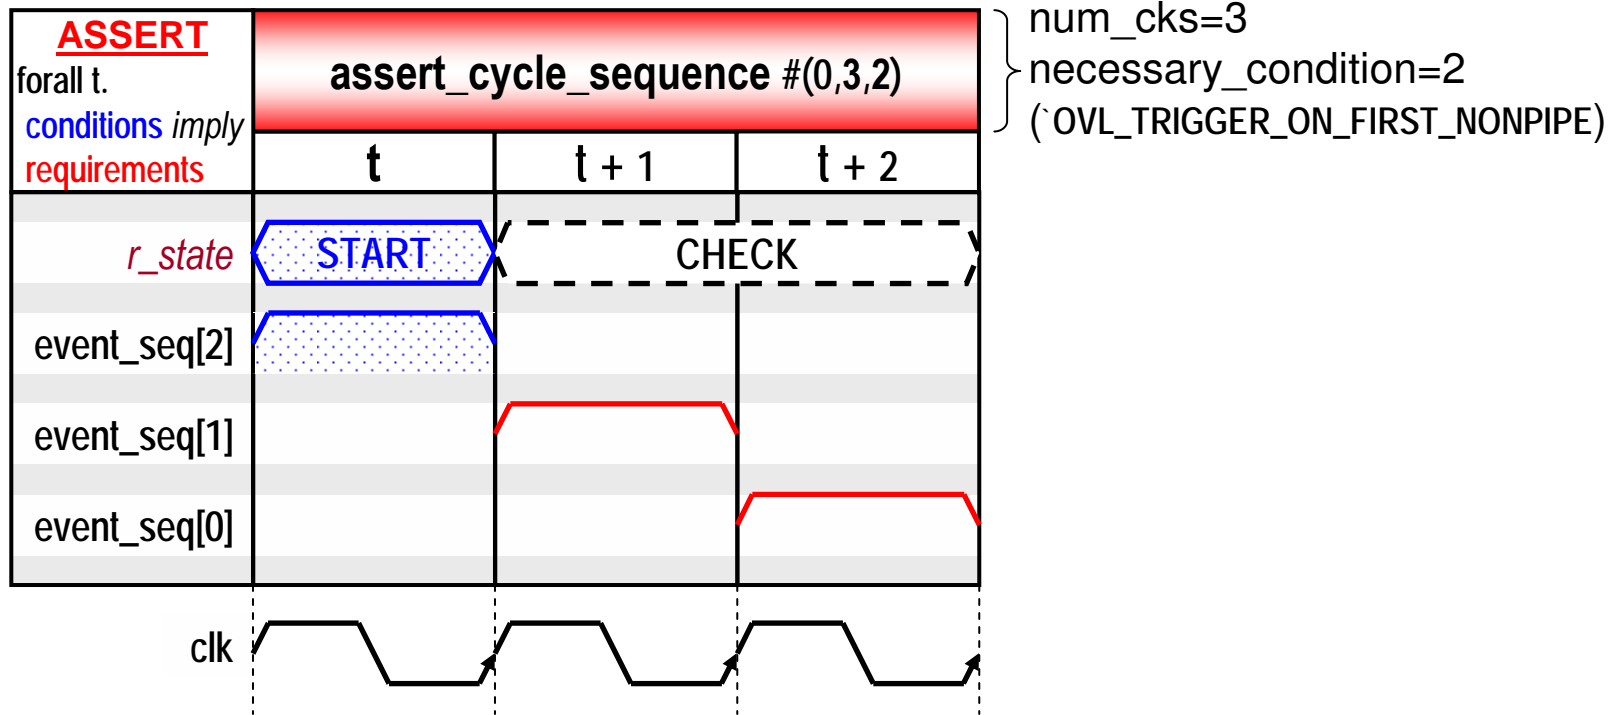 ASSERT
forall t.
conditions imply
requirements
assert_cycle_sequence #(0,3,2)
num_cks=3
necessary_condition=2
(`OVL_TRIGGER_ON_FIRST_NONPIPE)
t
t + 1
t + 2
r_state
START
CHECK
event_seq[2]
event_seq[1]
event_seq[0]
clk